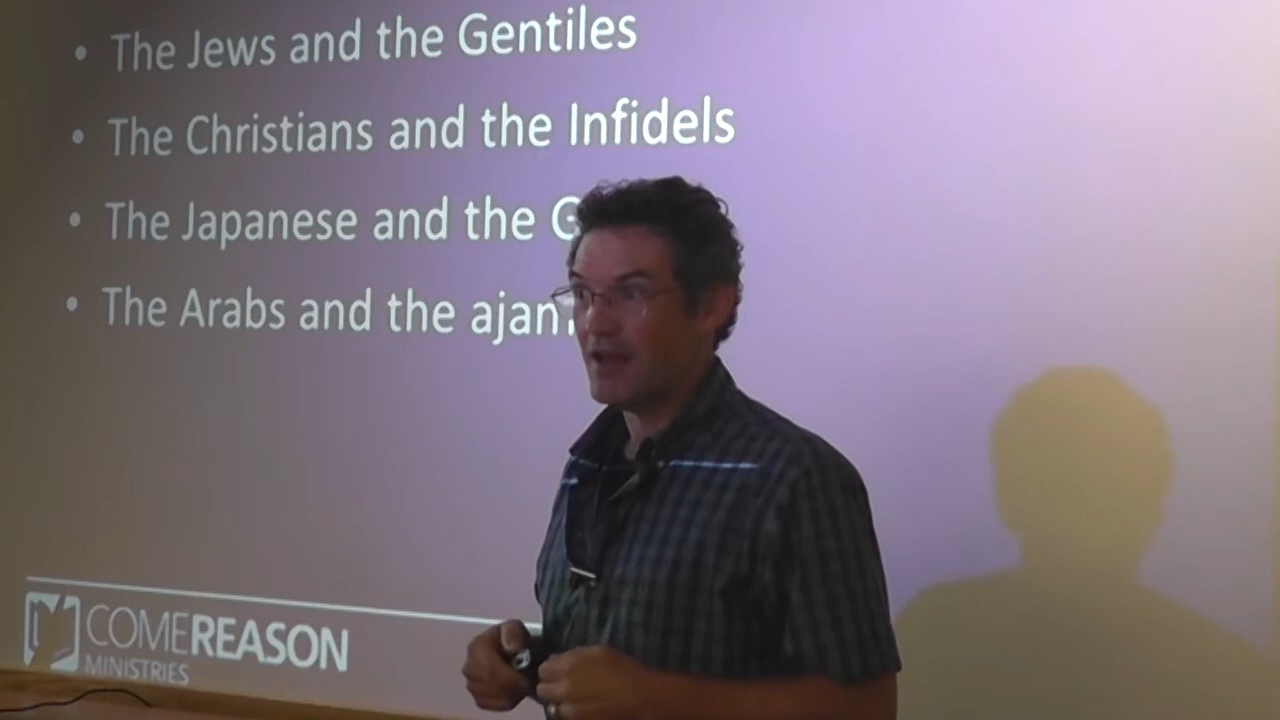 • The Jews and the Gentiles
• The Christians and the Infidels
• The Japanese and the
• The Arabs and the
COMEREASON
MINISTRIES